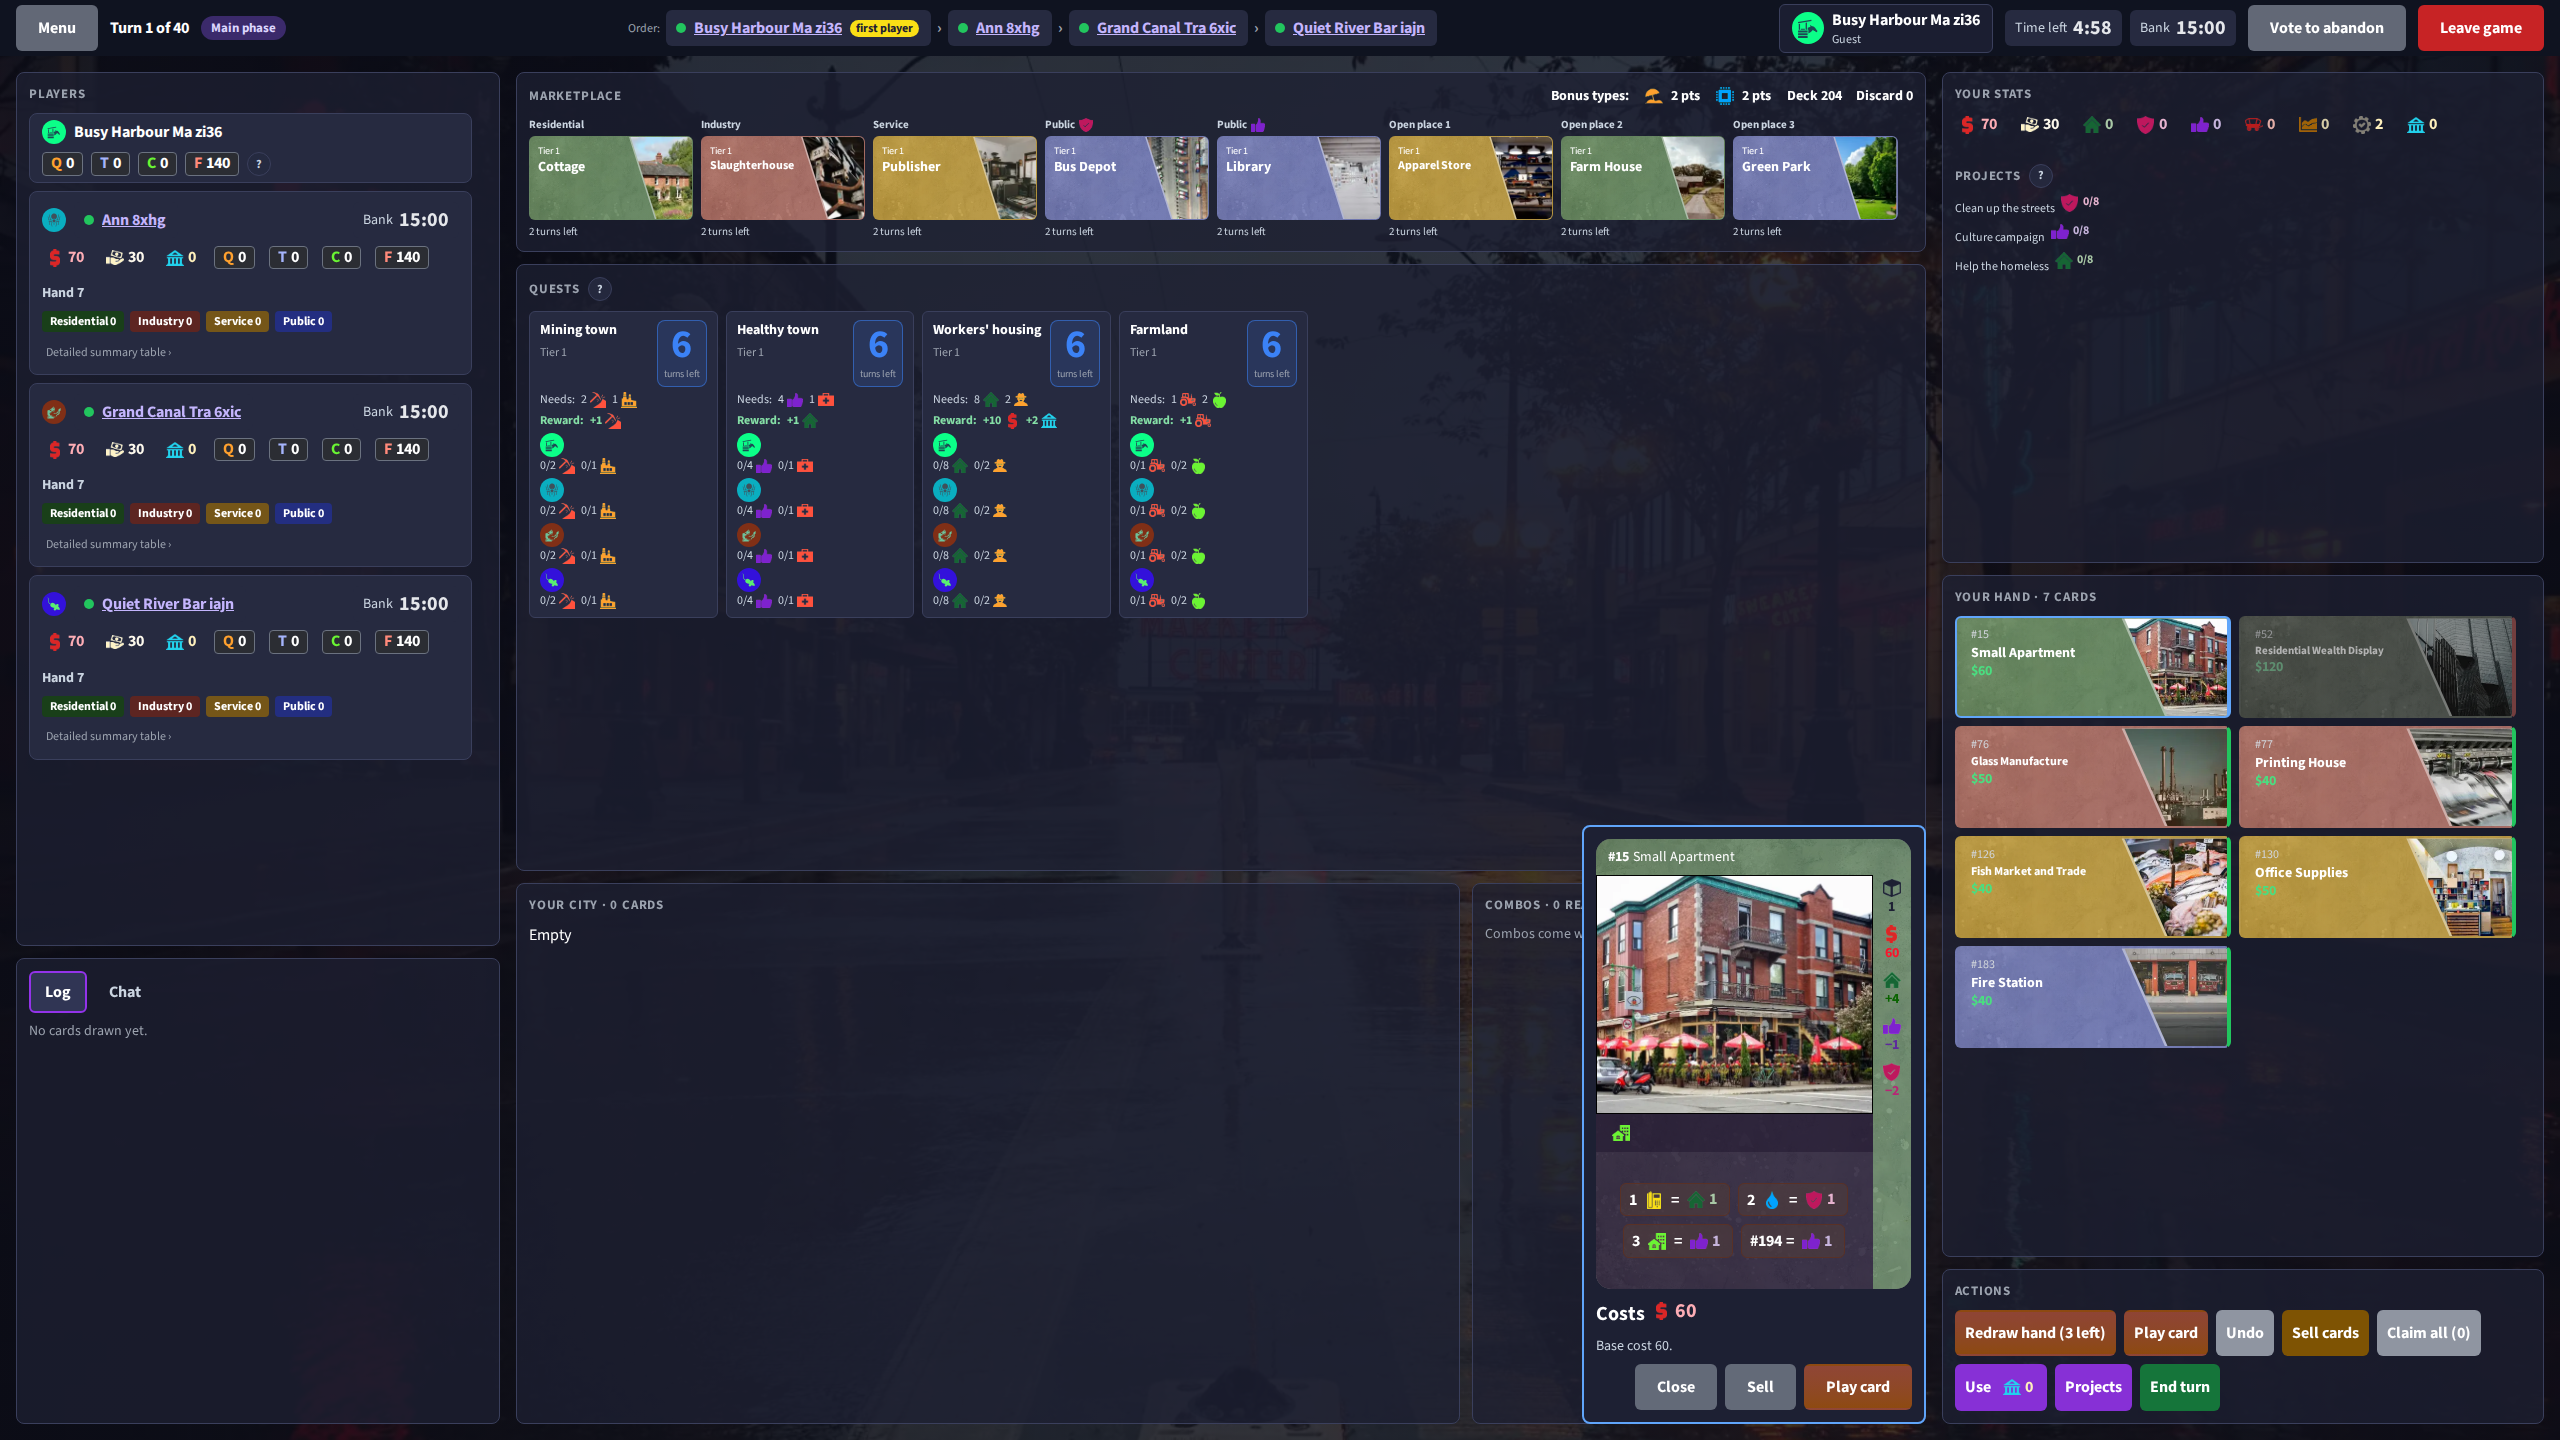 Menu Turn 1 of 40 Main phase Order: Busy Harbour Ma zi36 first player › Ann 8xhg › Grand Canal Tra 6xic › Quiet River Bar iajn Busy Harbour Ma zi36 Guest Time left 4:58 Bank 15:00 Vote to abandon Leave game
PLAYERS
Busy Harbour Ma zi36
Q 0 T 0 C 0 F 140 ?
Ann 8xhg Bank 15:00
70 30 0 Q 0 T 0 C 0 F 140
Hand 7
Residential 0 Industry 0 Service 0 Public 0
Detailed summary table ›
Grand Canal Tra 6xic Bank 15:00
70 30 0 Q 0 T 0 C 0 F 140
Hand 7
Residential 0 Industry 0 Service 0 Public 0
Detailed summary table ›
Quiet River Bar iajn Bank 15:00
70 30 0 Q 0 T 0 C 0 F 140
Hand 7
Residential 0 Industry 0 Service 0 Public 0
Detailed summary table ›
Log Chat
No cards drawn yet.
MARKETPLACE Bonus types: 2 pts 2 pts Deck 204 Discard 0
Residential Industry Service Public Public Open place 1 Open place 2 Open place 3
Tier 1 Tier 1 Tier 1 Tier 1 Tier 1 Tier 1 Tier 1 Tier 1
Cottage Slaughterhouse Publisher Bus Depot Library Apparel Store Farm House Green Park
2 turns left 2 turns left 2 turns left 2 turns left 2 turns left 2 turns left 2 turns left 2 turns left
QUESTS ?
Mining town 6 Healthy town 6 Workers' housing 6 Farmland 6
Tier 1 turns left Tier 1 turns left Tier 1 turns left Tier 1 turns left
Needs: 2 1 Needs: 4 1 Needs: 8 2 Needs: 1 2
Reward: +1 Reward: +1 Reward: +10 +2 Reward: +1
0/2 0/1 0/4 0/1 0/8 0/2 0/1 0/2
0/2 0/1 0/4 0/1 0/8 0/2 0/1 0/2
0/2 0/1 0/4 0/1 0/8 0/2 0/1 0/2
0/2 0/1 0/4 0/1 0/8 0/2 0/1 0/2
YOUR CITY · 0 CARDS
Empty
COMBOS · 0 RE
Combos come w
#15 Small Apartment
1
60
+4
−1
−2
1 = 1 2 = 1
3 = 1 #194 = 1
Costs $ 60
Base cost 60.
Close Sell Play card
YOUR STATS
$ 70 30 0 0 0 0 0 2 0
PROJECTS ?
Clean up the streets 0/8
Culture campaign 0/8
Help the homeless 0/8
YOUR HAND · 7 CARDS
#15 #52
Small Apartment Residential Wealth Display
$60 $120
#76 #77
Glass Manufacture Printing House
$50 $40
#126 #130
Fish Market and Trade Office Supplies
$40 $50
#183
Fire Station
$40
ACTIONS
Redraw hand (3 left) Play card Undo Sell cards Claim all (0)
Use 0 Projects End turn